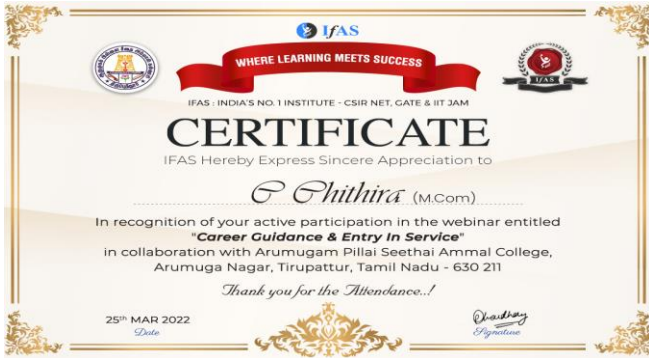 IFAS
WHERE LEARNING MEETS SUCCESS
IFAS
IFAS : INDIA'S NO. 1 INSTITUTE - CSIR NET, GATE & IIT JAM
CERTIFICATE
IFAS Hereby Express Sincere Appreciation to
C Chithira (M.Com)
In recognition of your active participation in the webinar entitled
"Career Guidance & Entry In Service"
in collaboration with Arumugam Pillai Seethai Ammal College,
Arumuga Nagar, Tirupattur, Tamil Nadu - 630 211
Thank you for the Attendance..!
25th MAR 2022
Date
Chaudhary
Signature